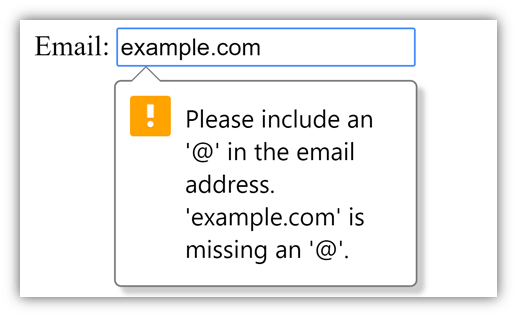 Email: example.com
Please include an
'@' in the email
address.
'example.com' is
missing an '@'.